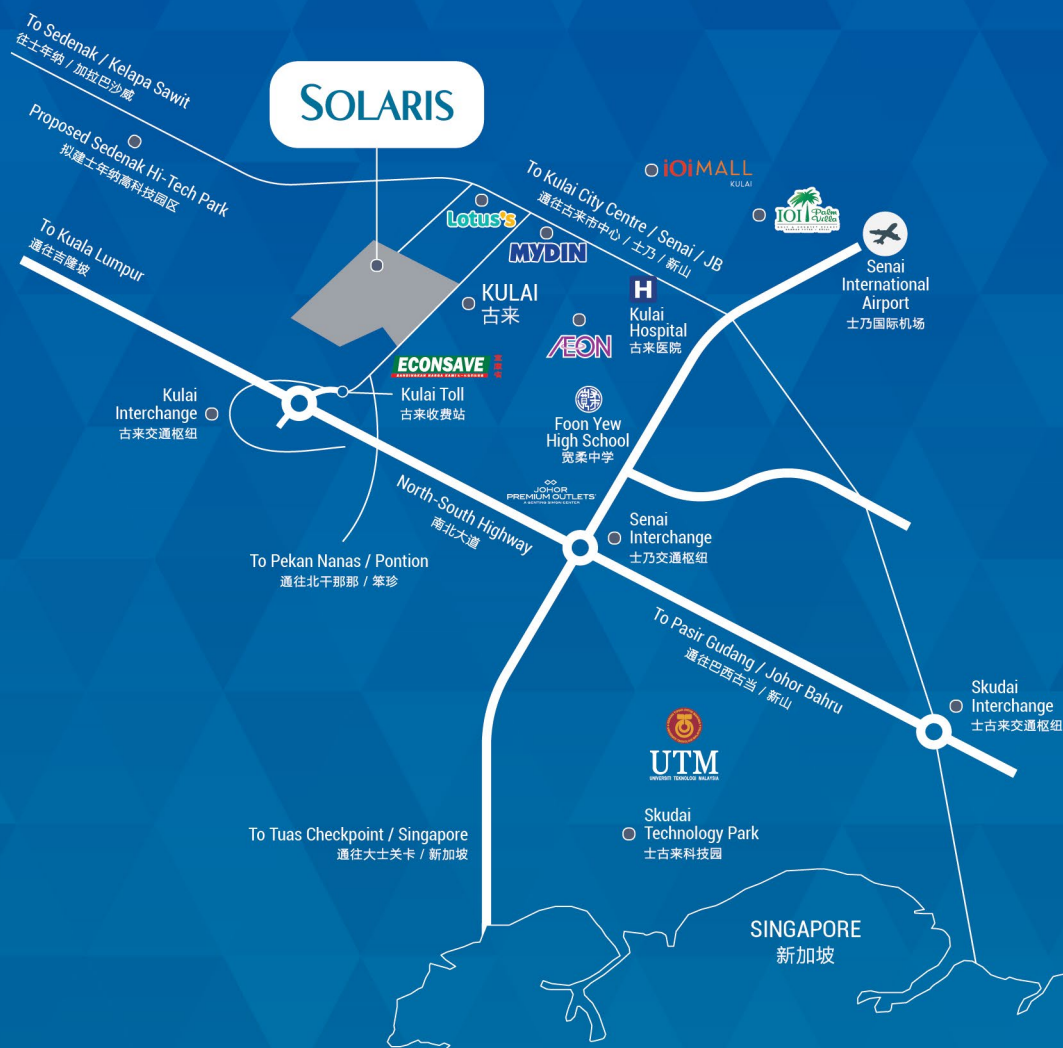 To Sedenak / Kelapa Sawit
往士年纳 / 加拉巴沙威
SOLARIS
Proposed Sedenak Hi-Tech Park
拟建士年纳高科技园区
To Kulai City Centre / Senai / JB
通往古来市中心 / 士乃 / 新山
iOi MALL
KULAI
IOI Palm Villa
Lotus's
MYDIN
To Kuala Lumpur
通往吉隆坡
Senai
International
Airport
士乃国际机场
KULAI
古来
H
Kulai
Hospital
古来医院
AEON
ECONSAVE
Kulai
Interchange
古来交通枢纽
Kulai Toll
古来收费站
Foon Yew
High School
宽柔中学
JOHOR
PREMIUM OUTLETS
North-South Highway
南北大道
Senai
Interchange
士乃交通枢纽
To Pekan Nanas / Pontion
通往北干那那 / 笨珍
To Pasir Gudang / Johor Bahru
通往巴西古当 / 新山
Skudai
Interchange
士古来交通枢纽
UTM
UNIVERSITI TEKNOLOGI MALAYSIA
Skudai
Technology Park
士古来科技园
To Tuas Checkpoint / Singapore
通往大士关卡 / 新加坡
SINGAPORE
新加坡